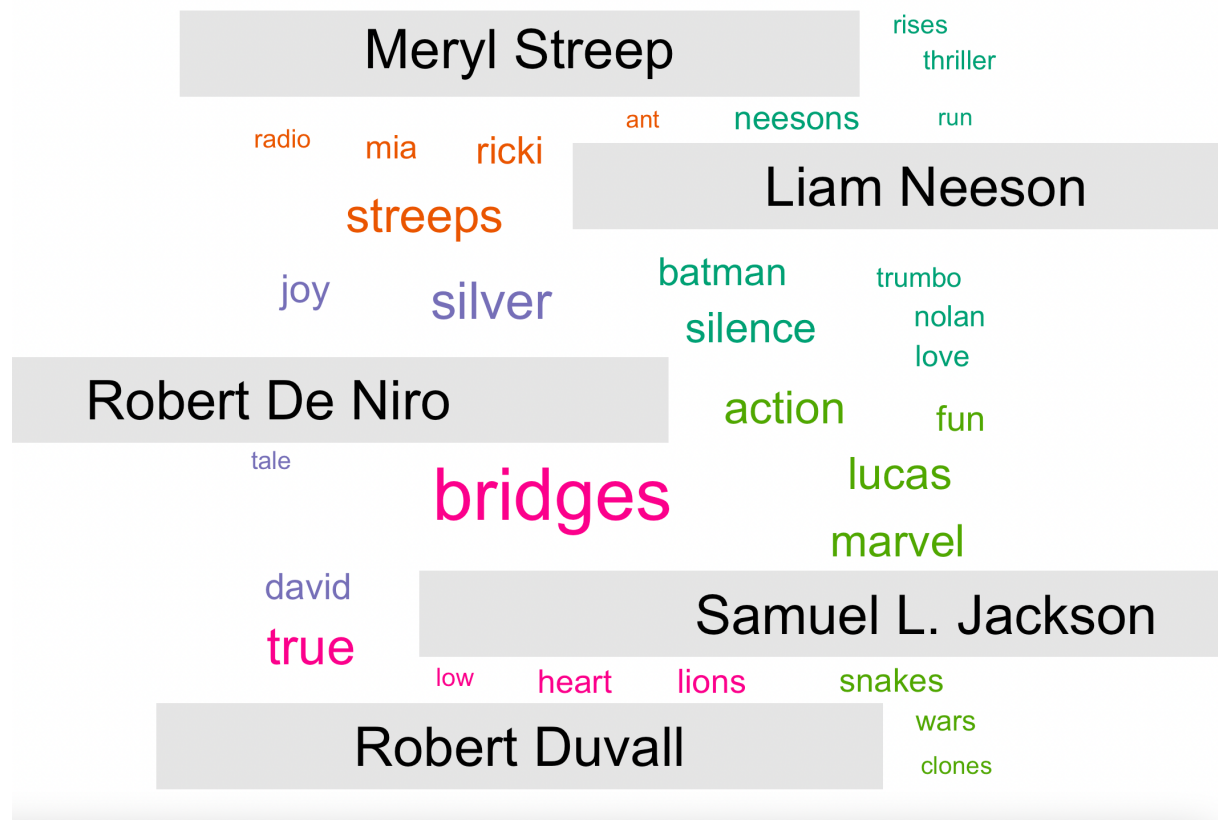 Meryl Streep
rises
thriller
ant
neesons
run
radio
mia
ricki
Liam Neeson
streeps
batman
trumbo
joy
silver
nolan
silence
love
Robert De Niro
action
fun
tale
lucas
bridges
marvel
david
Samuel L. Jackson
true
low
heart
lions
snakes
wars
Robert Duvall
clones